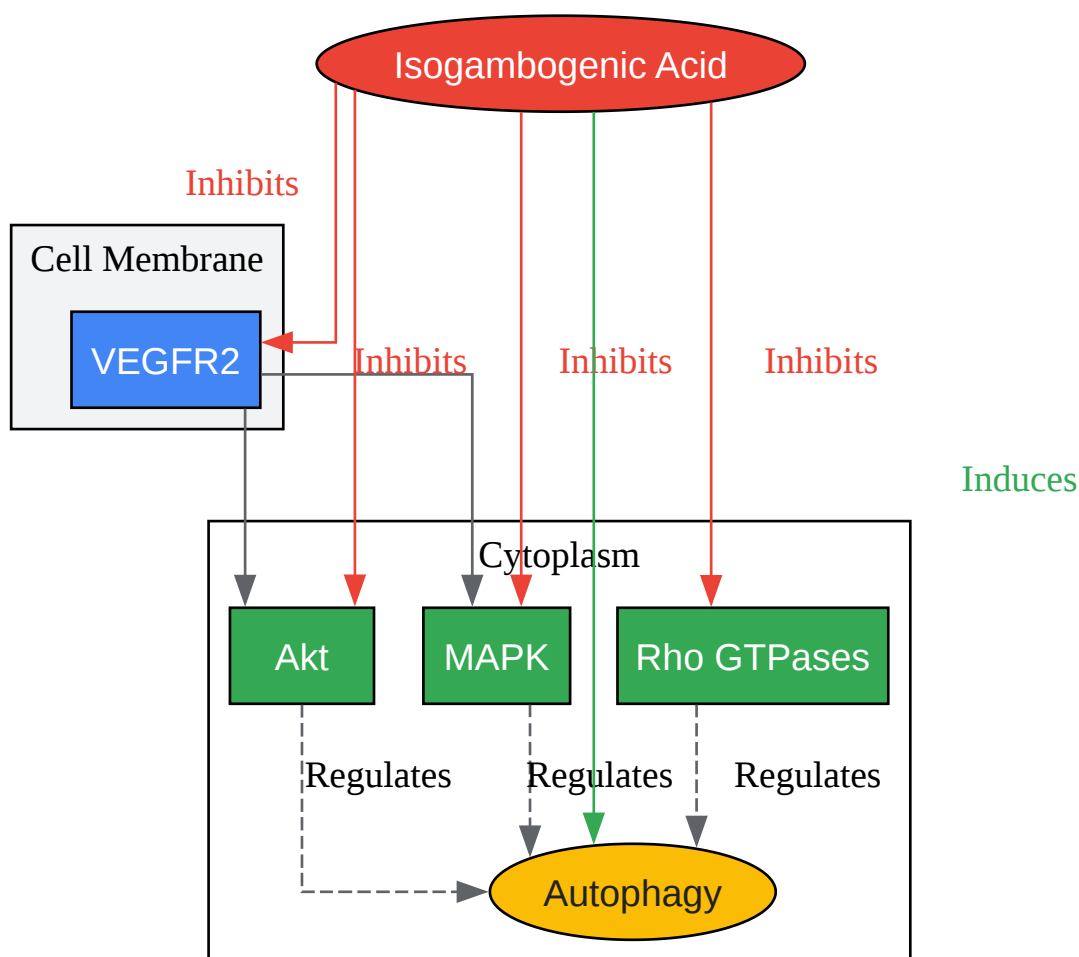 Isogambogenic Acid
Inhibits
Cell Membrane
VEGFR2
Inhibits
Inhibits
Inhibits
Induces
Cytoplasm
Akt
MAPK
Rho GTPases
Regulates
Regulates
Regulates
Autophagy